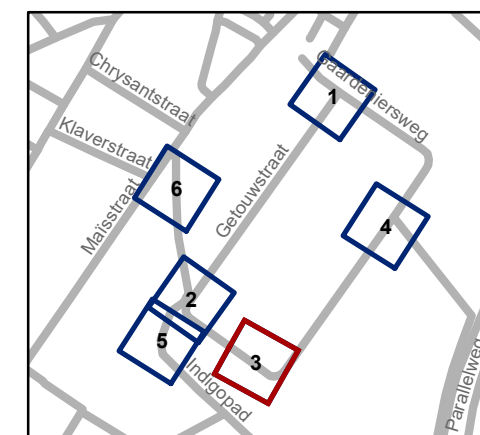 Gaardeniersweg
1
Chrysantstraat
Klaverstraat
Getouwstraat
6
Maïsstraat
4
2
5
3
Indigopad
Parallelweg